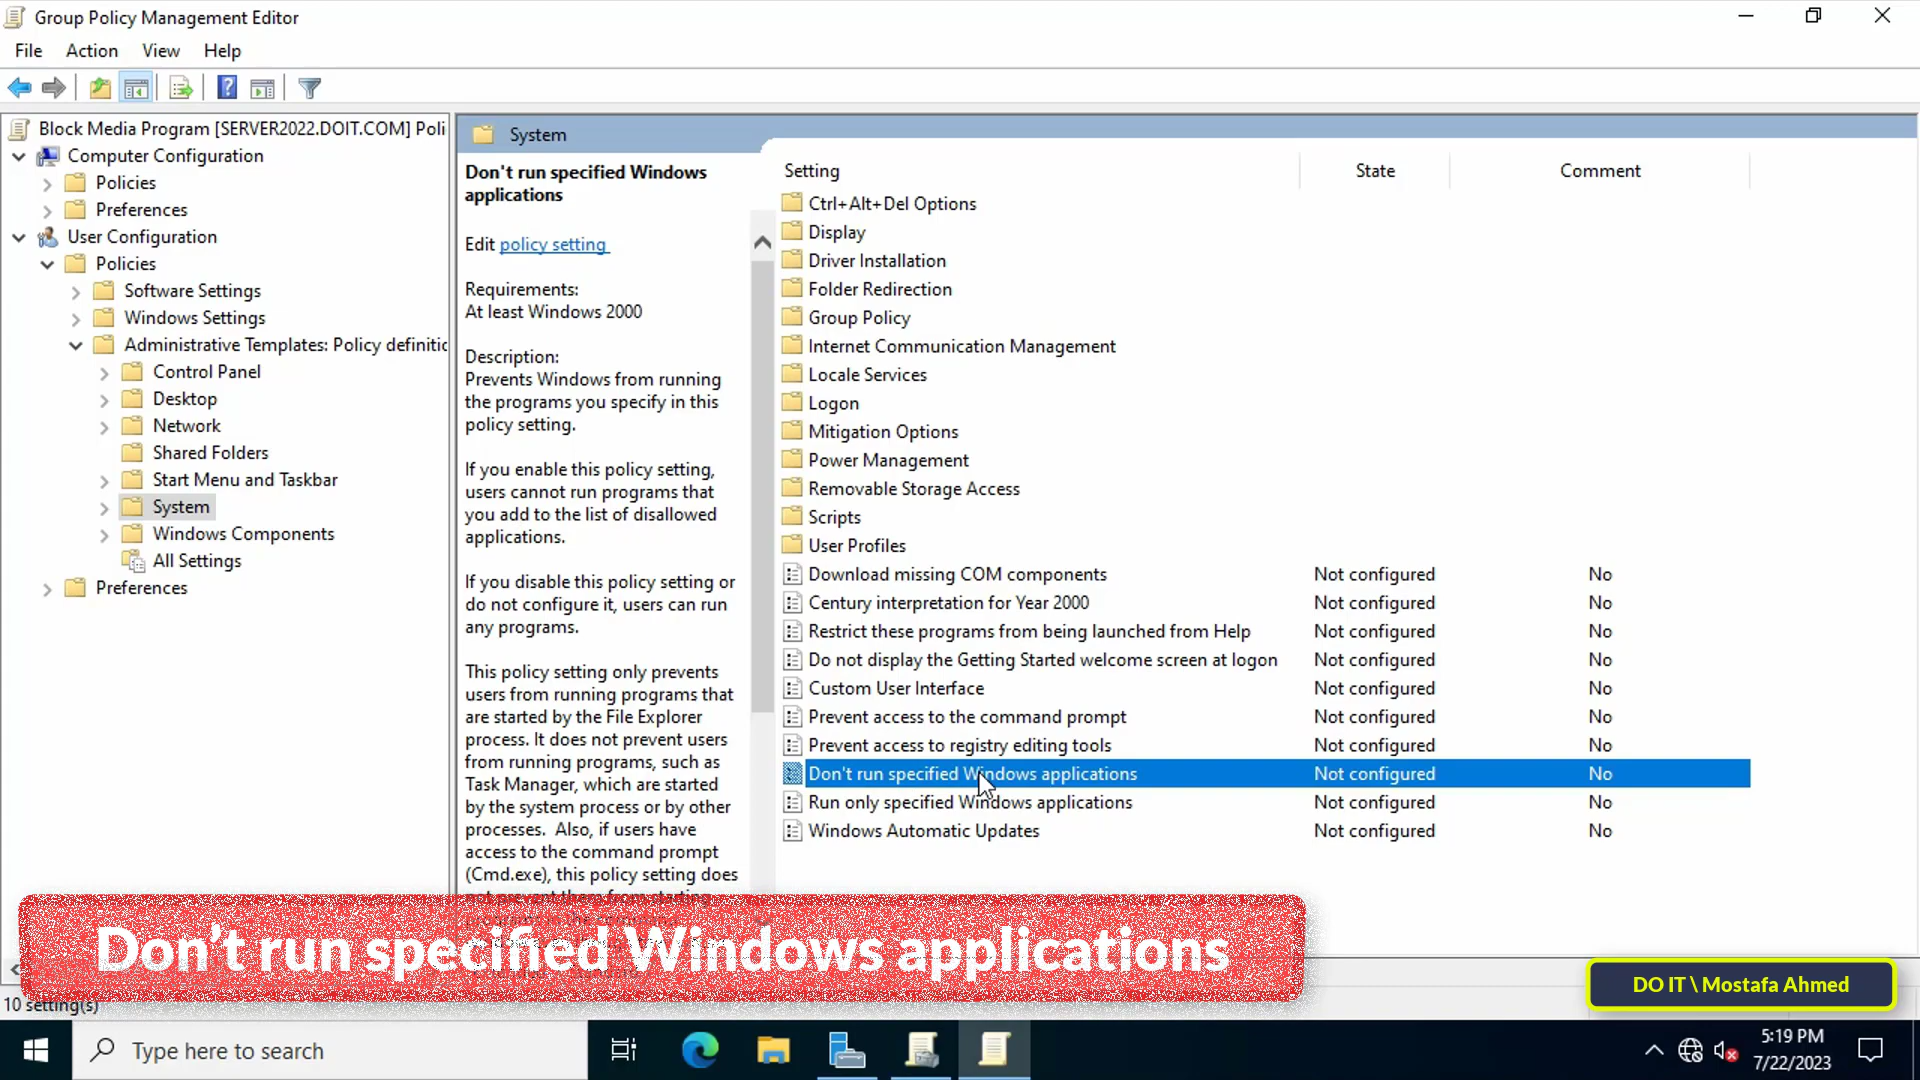 Group Policy Management Editor
File Action View Help
Block Media Program [SERVER2022.DOIT.COM] Poli
Computer Configuration
Policies
Preferences
User Configuration
Policies
Software Settings
Windows Settings
Administrative Templates: Policy definitic
Control Panel
Desktop
Network
Shared Folders
Start Menu and Taskbar
System
Windows Components
All Settings
Preferences
System
Don't run specified Windows
applications
Edit policy setting
Requirements:
At least Windows 2000
Description:
Prevents Windows from running
the programs you specify in this
policy setting.
If you enable this policy setting,
users cannot run programs that
you add to the list of disallowed
applications.
If you disable this policy setting or
do not configure it, users can run
any programs.
This policy setting only prevents
users from running programs that
are started by the File Explorer
process. It does not prevent users
from running programs, such as
Task Manager, which are started
by the system process or by other
processes. Also, if users have
access to the command prompt
(Cmd.exe), this policy setting does
not prevent them from starting
Setting State Comment
Ctrl+Alt+Del Options
Display
Driver Installation
Folder Redirection
Group Policy
Internet Communication Management
Locale Services
Logon
Mitigation Options
Power Management
Removable Storage Access
Scripts
User Profiles
Download missing COM components Not configured No
Century interpretation for Year 2000 Not configured No
Restrict these programs from being launched from Help Not configured No
Do not display the Getting Started welcome screen at logon Not configured No
Custom User Interface Not configured No
Prevent access to the command prompt Not configured No
Prevent access to registry editing tools Not configured No
Don't run specified Windows applications Not configured No
Run only specified Windows applications Not configured No
Windows Automatic Updates Not configured No
Don't run specified Windows applications
DO IT \ Mostafa Ahmed
10 setting(s)
Type here to search
5:19 PM
7/22/2023